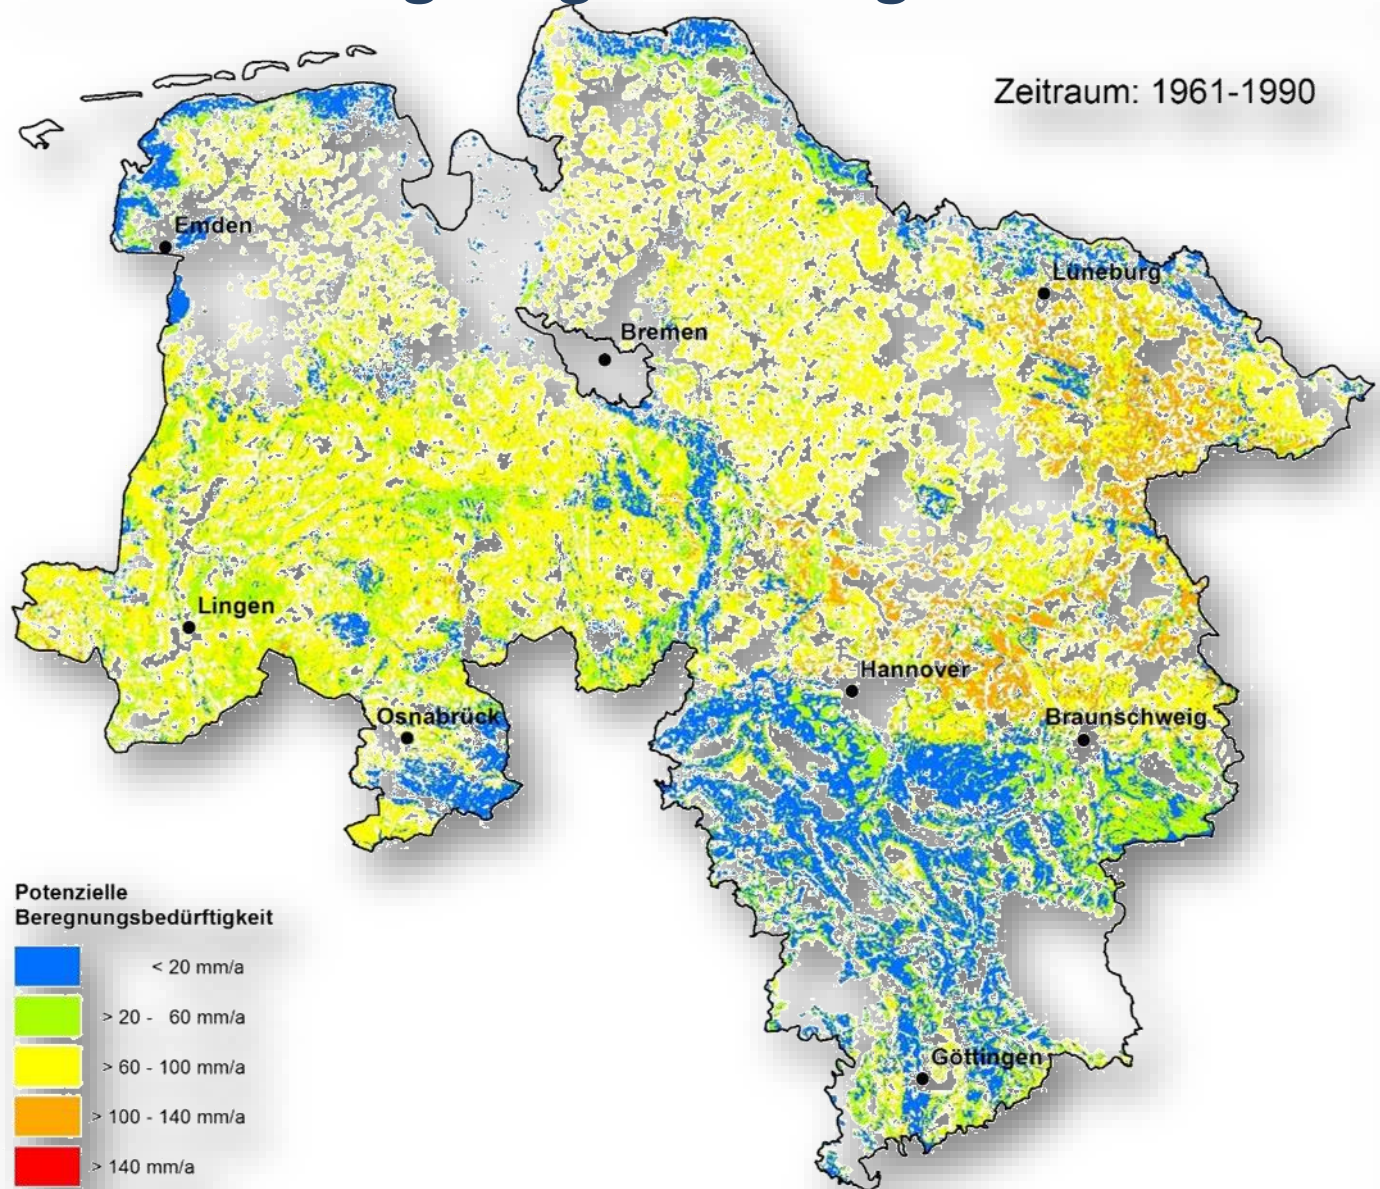 Zeitraum: 1961-1990
Emden
Lüneburg
Bremen
Lingen
Hannover
Osnabrück
Braunschweig
Göttingen
Potenzielle
Beregnungsbedürftigkeit
< 20 mm/a
> 20 - 60 mm/a
> 60 - 100 mm/a
> 100 - 140 mm/a
> 140 mm/a